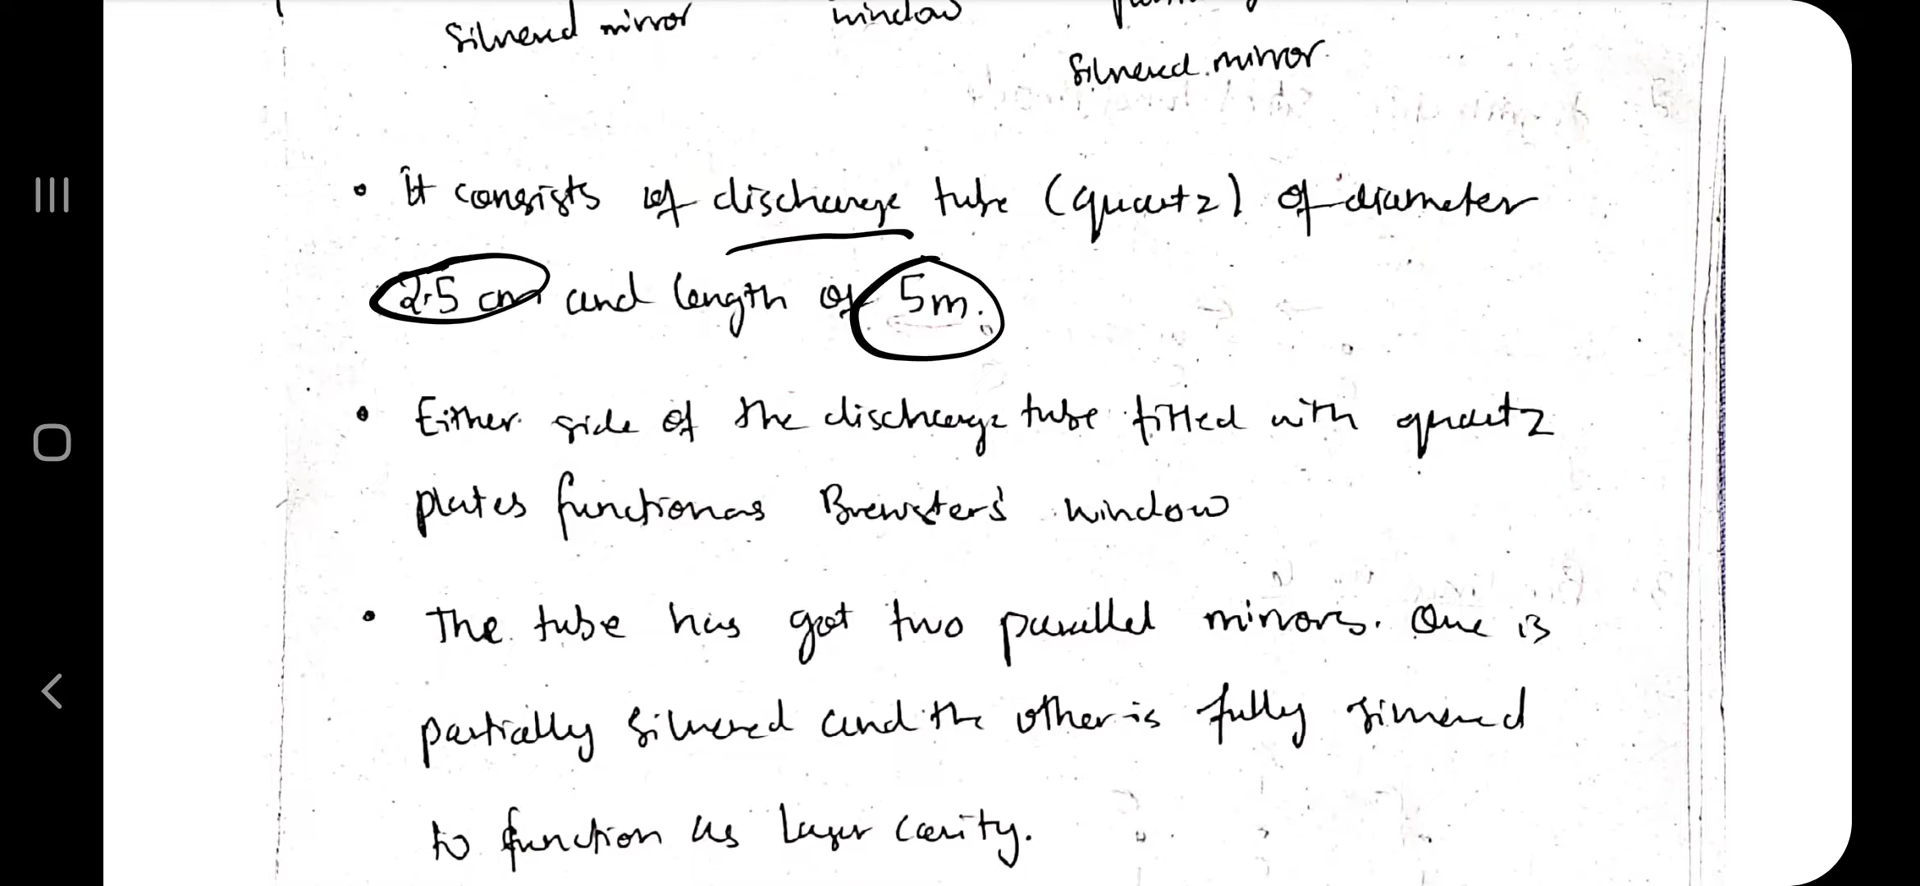 silvered mirror window
silvered mirror
• It consists of discharge tube (quartz) of diameter
2.5 cm and length of 5m.
• Either side of the discharge tube fitted with quartz
plates function as Brewster's window
• The tube has got two parallel mirrors. One is
partially silvered and the other is fully silvered
to function as laser cavity.